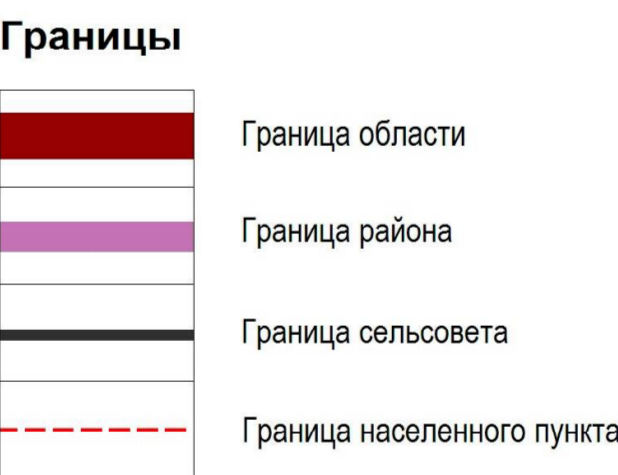 Границы
Граница области
Граница района
Граница сельсовета
Граница населенного пункта